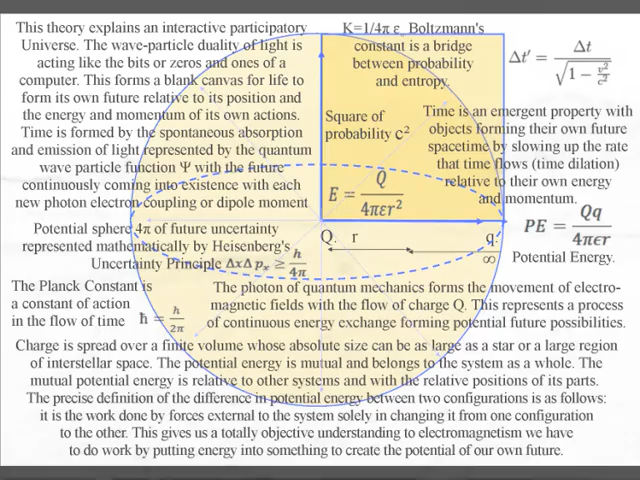 This theory explains an interactive participatory
Universe. The wave-particle duality of light is
acting like the bits or zeros and ones of a
computer. This forms a blank canvas for life to
form its own future relative to its position and
the energy and momentum of its own actions.
Time is formed by the spontaneous absorption
and emission of light represented by the quantum
wave particle function Ψ with the future
continuously coming into existence with each
new photon electron coupling or dipole moment
Potential sphere 4π of future uncertainty
represented mathematically by Heisenberg's
Uncertainty Principle ΔxΔpₓ ≥ h/4π
The Planck Constant is
a constant of action
in the flow of time ħ = h/2π
K=1/4π ε Boltzmann's
constant is a bridge
between probability
and entropy.
Square of
probability c²
E = Q/4πεr²
Q. r q.
∞
Δt′ = Δt/√(1 − v²/c²)
Time is an emergent property with
objects forming their own future
spacetime by slowing up the rate
that time flows (time dilation)
relative to their own energy
and momentum.
PE = Qq/4πεr
Potential Energy.
The photon of quantum mechanics forms the movement of electro-
magnetic fields with the flow of charge Q. This represents a process
of continuous energy exchange forming potential future possibilities.
Charge is spread over a finite volume whose absolute size can be as large as a star or a large region
of interstellar space. The potential energy is mutual and belongs to the system as a whole. The
mutual potential energy is relative to other systems and with the relative positions of its parts.
The precise definition of the difference in potential energy between two configurations is as follows:
it is the work done by forces external to the system solely in changing it from one configuration
to the other. This gives us a totally objective understanding to electromagnetism we have
to do work by putting energy into something to create the potential of our own future.